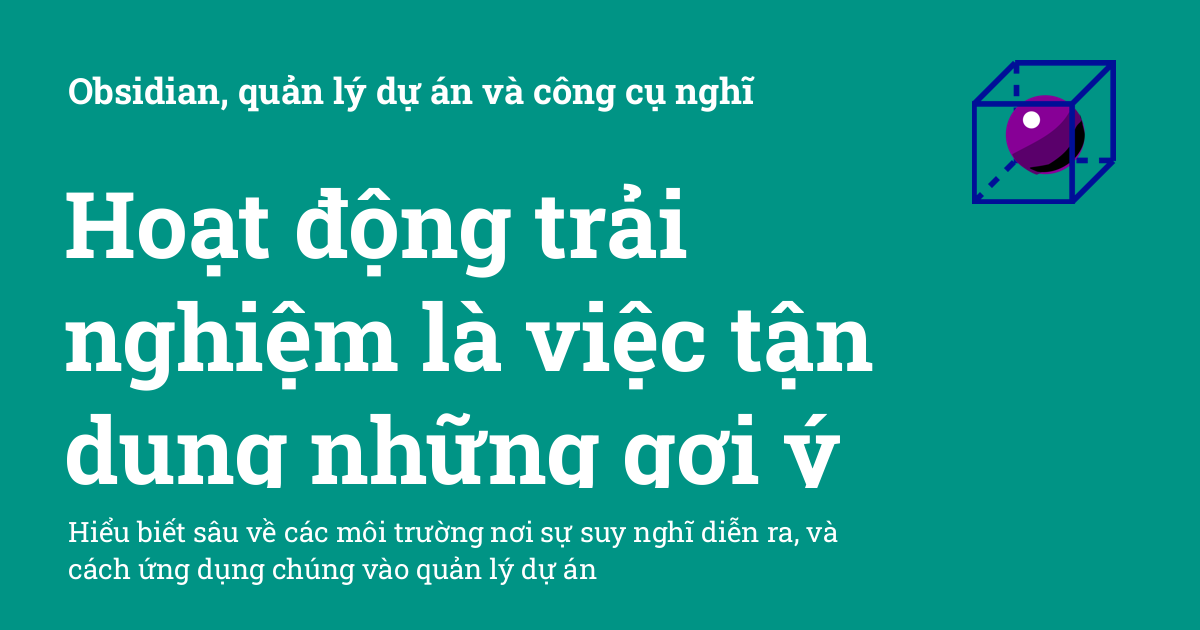 Obsidian, quản lý dự án và công cụ nghĩ
Hoạt động trải
nghiệm là việc tận
dụng những gợi ý
Hiểu biết sâu về các môi trường nơi sự suy nghĩ diễn ra, và
cách ứng dụng chúng vào quản lý dự án